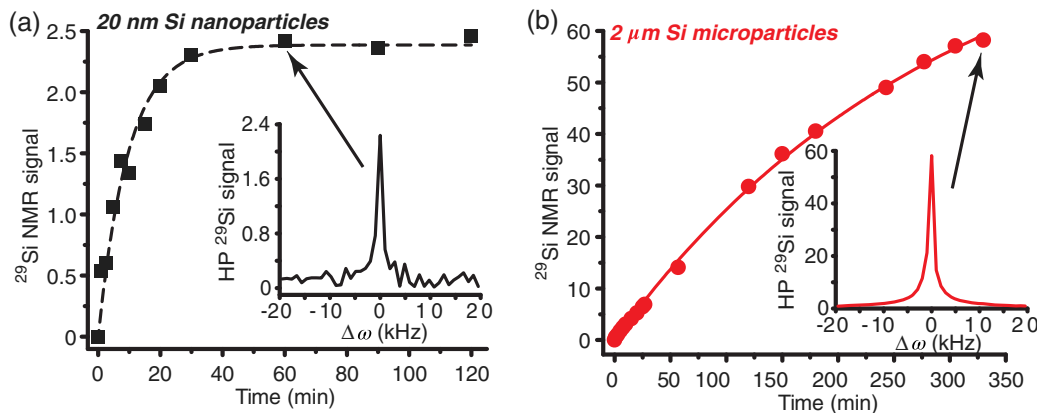 (a) 20 nm Si nanoparticles
2.5
2.0
1.5
1.0
0.5
0
²⁹Si NMR signal
0 20 40 60 80 100 120
Time (min)
2.4
1.6
0.8
0
HP ²⁹Si signal
-20 -10 0 10 20
Δω (kHz)
(b) 2 μm Si microparticles
60
50
40
30
20
10
0
²⁹Si NMR signal
0 50 100 150 200 250 300 350
Time (min)
60
40
20
0
HP ²⁹Si signal
-20 -10 0 10 20
Δω (kHz)